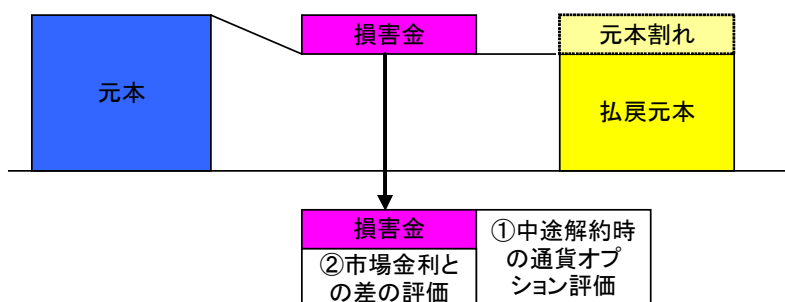 損害金
元本割れ
元本
払戻元本
損害金
②市場金利と
の差の評価
①中途解約時
の通貨オプ
ション評価